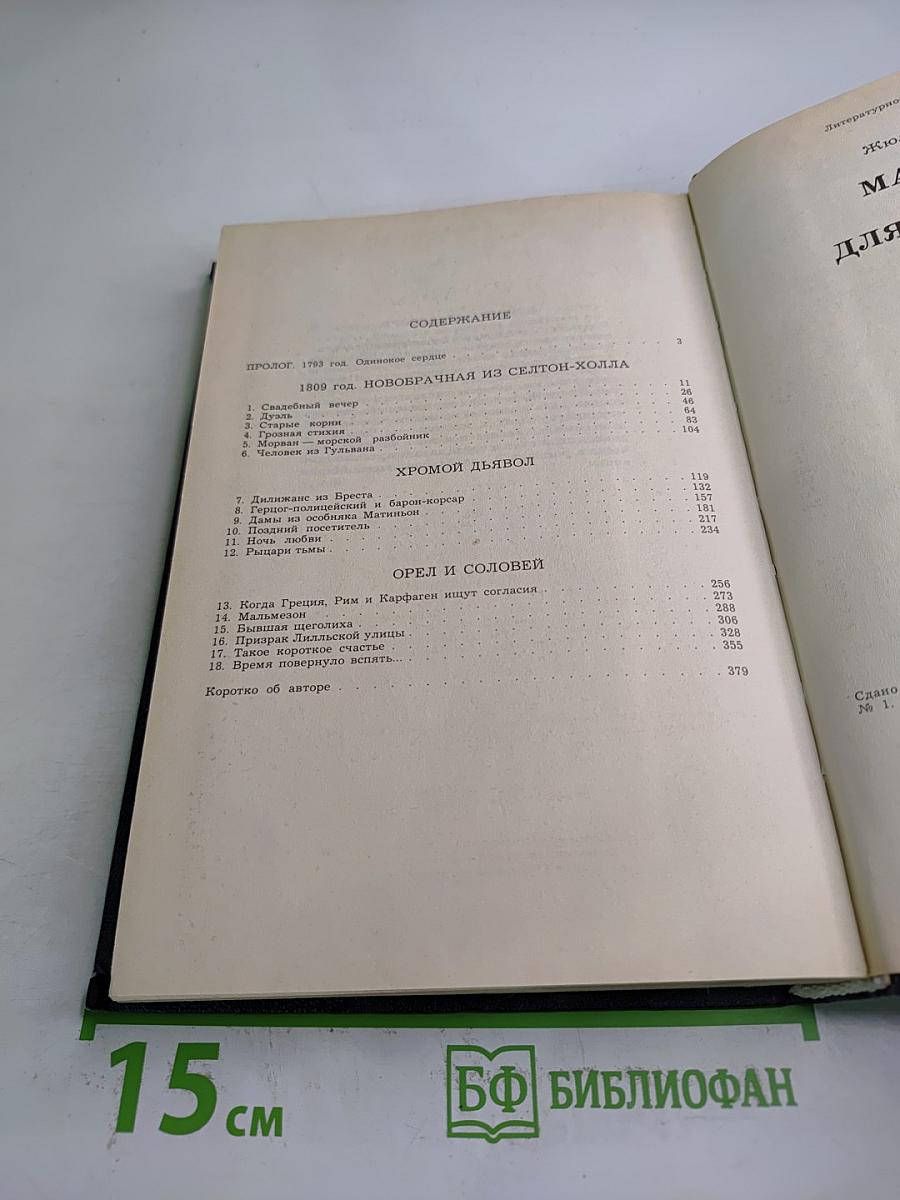 СОДЕРЖАНИЕ
ПРОЛОГ. 1793 год. Одинокое сердце . . . . . . . . . . . . . 3
1809 год. НОВОБРАЧНАЯ ИЗ СЕЛТОН-ХОЛЛА
1. Свадебный вечер . . . . . . . . . . . . . 11
2. Дуэль . . . . . . . . . . . . . 26
3. Старые корни . . . . . . . . . . . . . 46
4. Грозная стихия . . . . . . . . . . . . . 64
5. Морван — морской разбойник . . . . . . . . . . . . . 83
6. Человек из Гульвана . . . . . . . . . . . . . 104
ХРОМОЙ ДЬЯВОЛ
7. Дилижанс из Бреста . . . . . . . . . . . . . 119
8. Герцог-полицейский и барон-корсар . . . . . . . . . . . . . 132
9. Дамы из особняка Матиньон . . . . . . . . . . . . . 157
10. Поздний посетитель . . . . . . . . . . . . . 181
11. Ночь любви . . . . . . . . . . . . . 217
12. Рыцари тьмы . . . . . . . . . . . . . 234
ОРЕЛ И СОЛОВЕЙ
13. Когда Греция, Рим и Карфаген ищут согласия . . . . . . . . . . . . . 256
14. Мальмезон . . . . . . . . . . . . . 273
15. Бывшая щеголиха . . . . . . . . . . . . . 288
16. Призрак Лилльской улицы . . . . . . . . . . . . . 306
17. Такое короткое счастье . . . . . . . . . . . . . 328
18. Время повернуло вспять... . . . . . . . . . . . . . 355
Коротко об авторе . . . . . . . . . . . . . 379
Литературно-
МА
ДЛЯ
Сдано
№ 1.
15 см
БФ БИБЛИОФАН